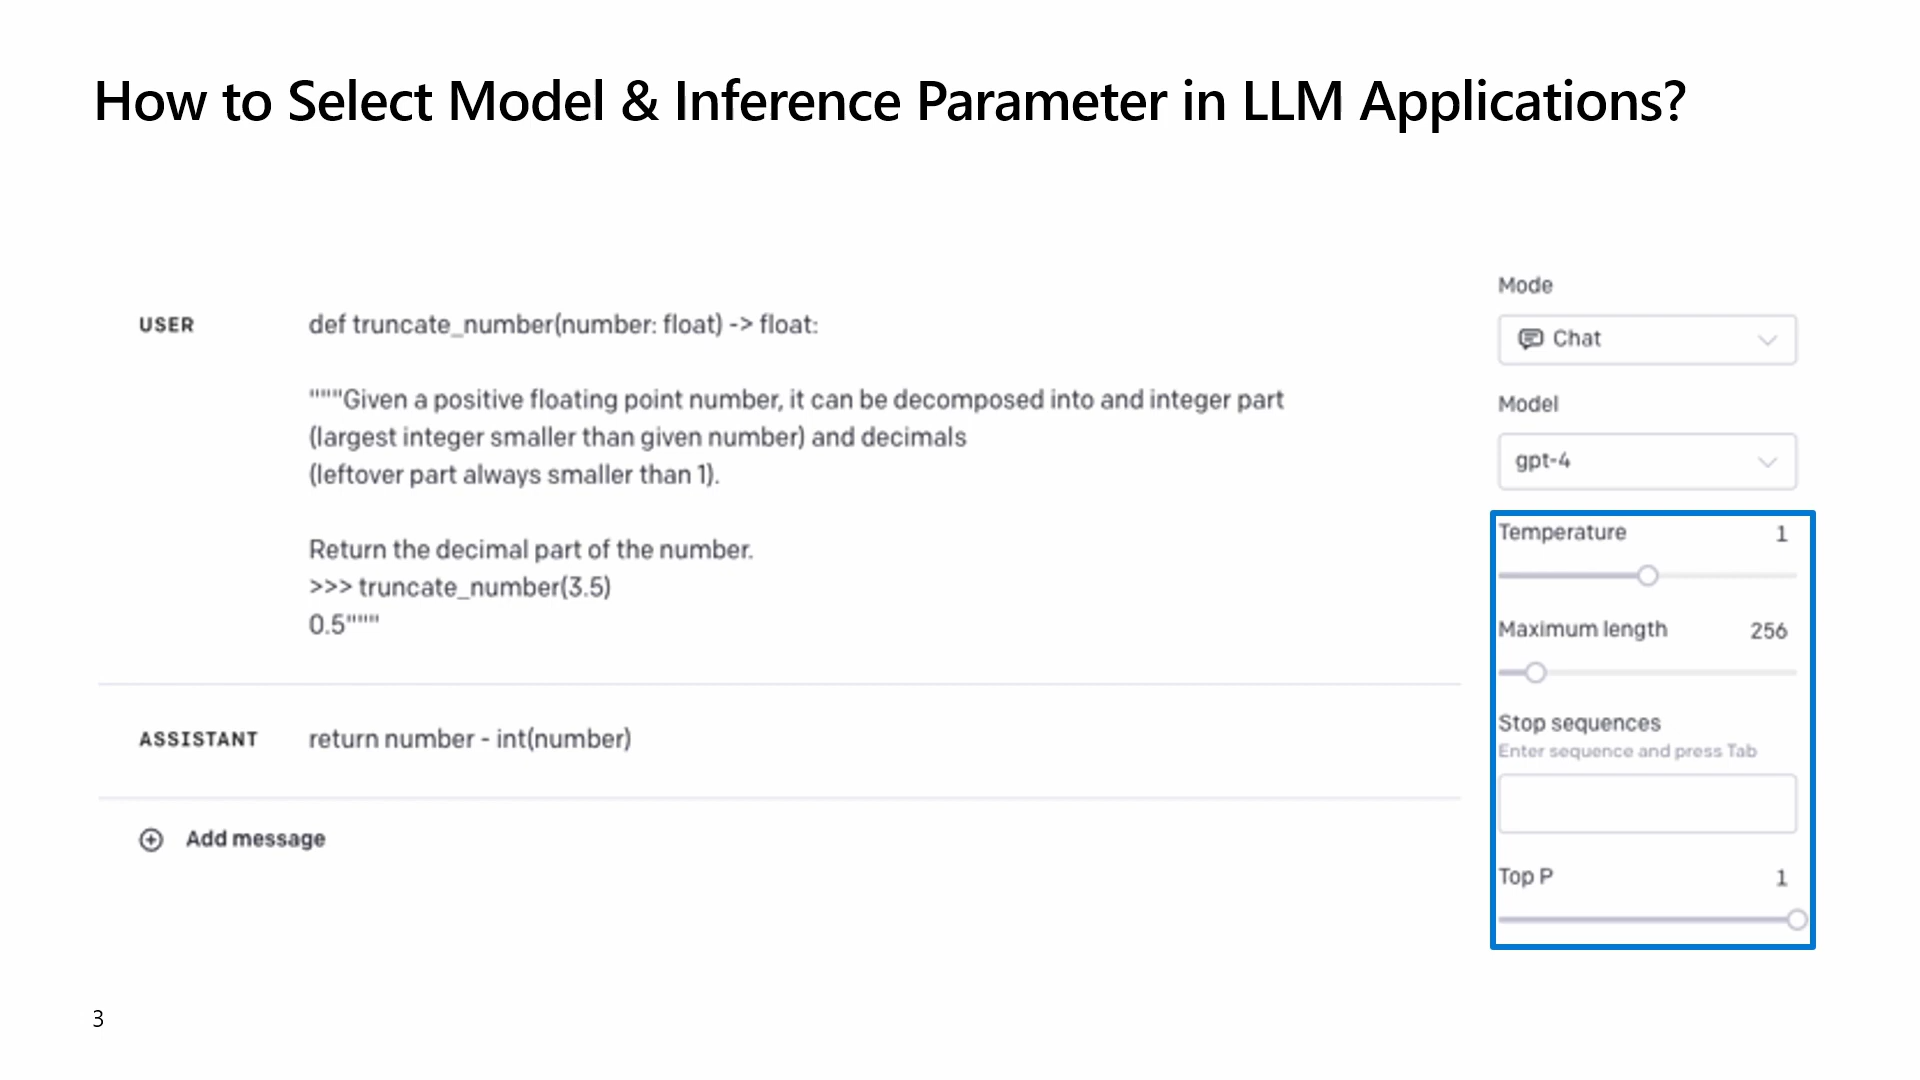 How to Select Model & Inference Parameter in LLM Applications?
USER
def truncate_number(number: float) -> float:
"""Given a positive floating point number, it can be decomposed into and integer part
(largest integer smaller than given number) and decimals
(leftover part always smaller than 1).
Return the decimal part of the number.
>>> truncate_number(3.5)
0.5"""
ASSISTANT
return number - int(number)
Add message
Mode
Chat
Model
gpt-4
Temperature 1
Maximum length 256
Stop sequences
Enter sequence and press Tab
Top P 1
3